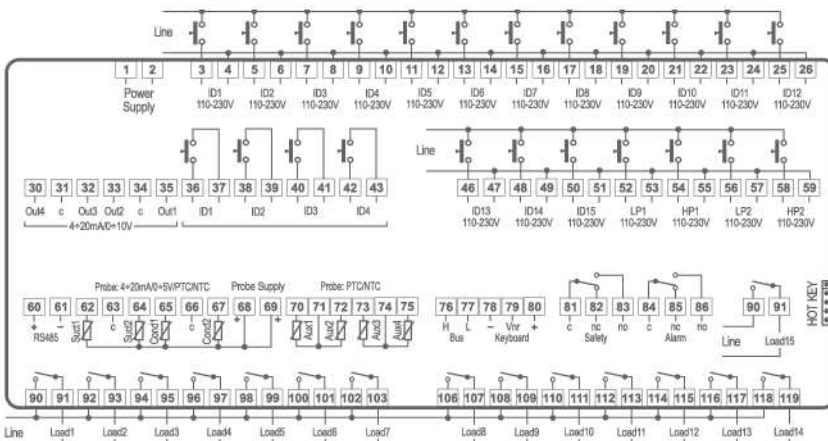 Line
1 2 3 4 5 6 7 8 9 10 11 12 13 14 15 16 17 18 19 20 21 22 23 24 25 26
Power Supply ID1 ID2 ID3 ID4 ID5 ID6 ID7 ID8 ID9 ID10 ID11 ID12
110-230V 110-230V 110-230V 110-230V 110-230V 110-230V 110-230V 110-230V 110-230V 110-230V 110-230V 110-230V
Line
30 31 32 33 34 35 36 37 38 39 40 41 42 43 46 47 48 49 50 51 52 53 54 55 56 57 58 59
Out4 c Out3 Out2 c Out1 ID1 ID2 ID3 ID4 ID13 ID14 ID15 LP1 HP1 LP2 HP2
4÷20mA/0÷10V 110-230V 110-230V 110-230V 110-230V 110-230V 110-230V 110-230V
Probe: 4÷20mA/0÷5V/PTC/NTC Probe Supply Probe: PTC/NTC
60 61 62 63 64 65 66 67 68 69 70 71 72 73 74 75 76 77 78 79 80 81 82 83 84 85 86 90 91
HOT KEY
+ − Suct1 c Suct2 Cond1 c Cond2 + + Aux1 Aux2 Aux3 Aux4 H L − Vnr + c nc no c nc no
RS485 Bus Keyboard Safety Alarm Line Load15
90 91 92 93 94 95 96 97 98 99 100 101 102 103 106 107 108 109 110 111 112 113 114 115 116 117 118 119
Line Load1 Load2 Load3 Load4 Load5 Load6 Load7 Load8 Load9 Load10 Load11 Load12 Load13 Load14